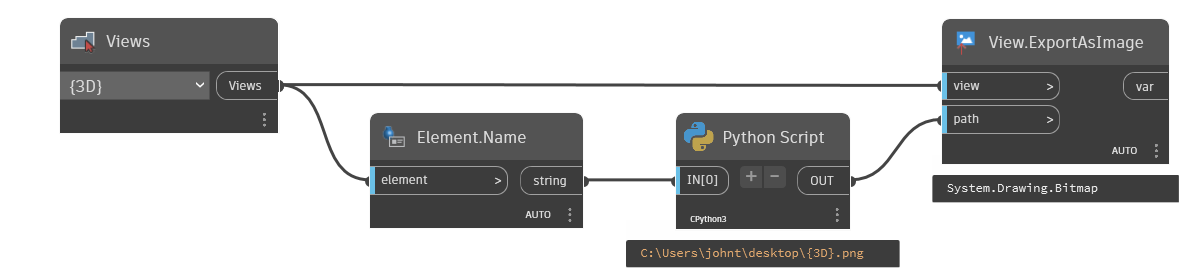 Views
{3D}
Views
Element.Name
element >
string
AUTO
Python Script
IN[0]
+ -
OUT
CPython3
C:\Users\johnt\desktop\{3D}.png
View.ExportAsImage
view >
var
path >
AUTO
System.Drawing.Bitmap